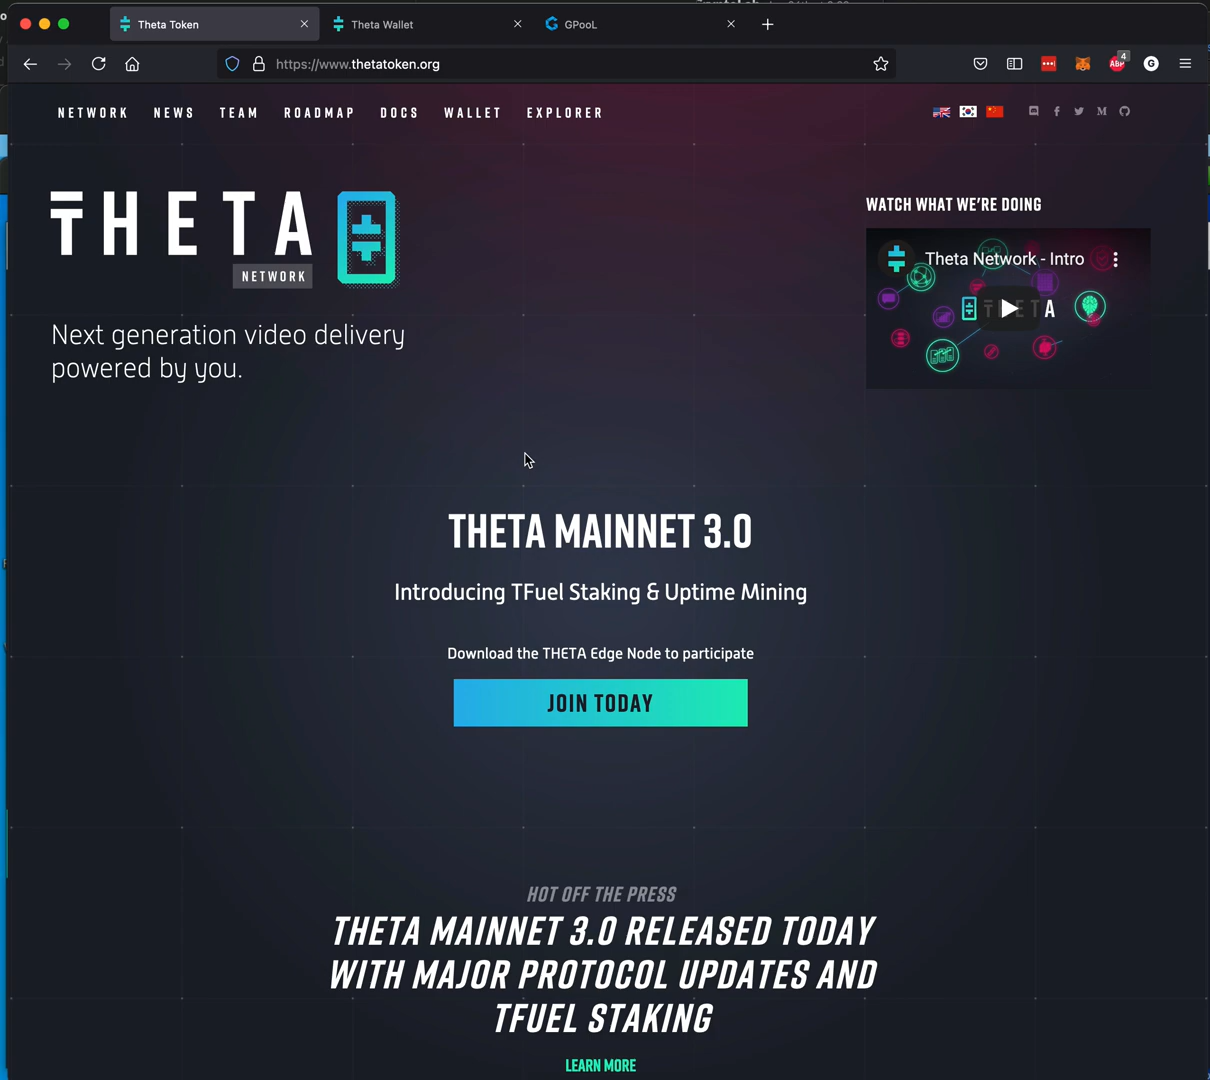 Theta Token
Theta Wallet
GPooL
https://www.thetatoken.org
ABP
4
G
NETWORK NEWS TEAM ROADMAP DOCS WALLET EXPLORER
THETA
NETWORK
Next generation video delivery
powered by you.
WATCH WHAT WE'RE DOING
Theta Network - Intro
THETA
THETA MAINNET 3.0
Introducing TFuel Staking & Uptime Mining
Download the THETA Edge Node to participate
JOIN TODAY
HOT OFF THE PRESS
THETA MAINNET 3.0 RELEASED TODAY
WITH MAJOR PROTOCOL UPDATES AND
TFUEL STAKING
LEARN MORE